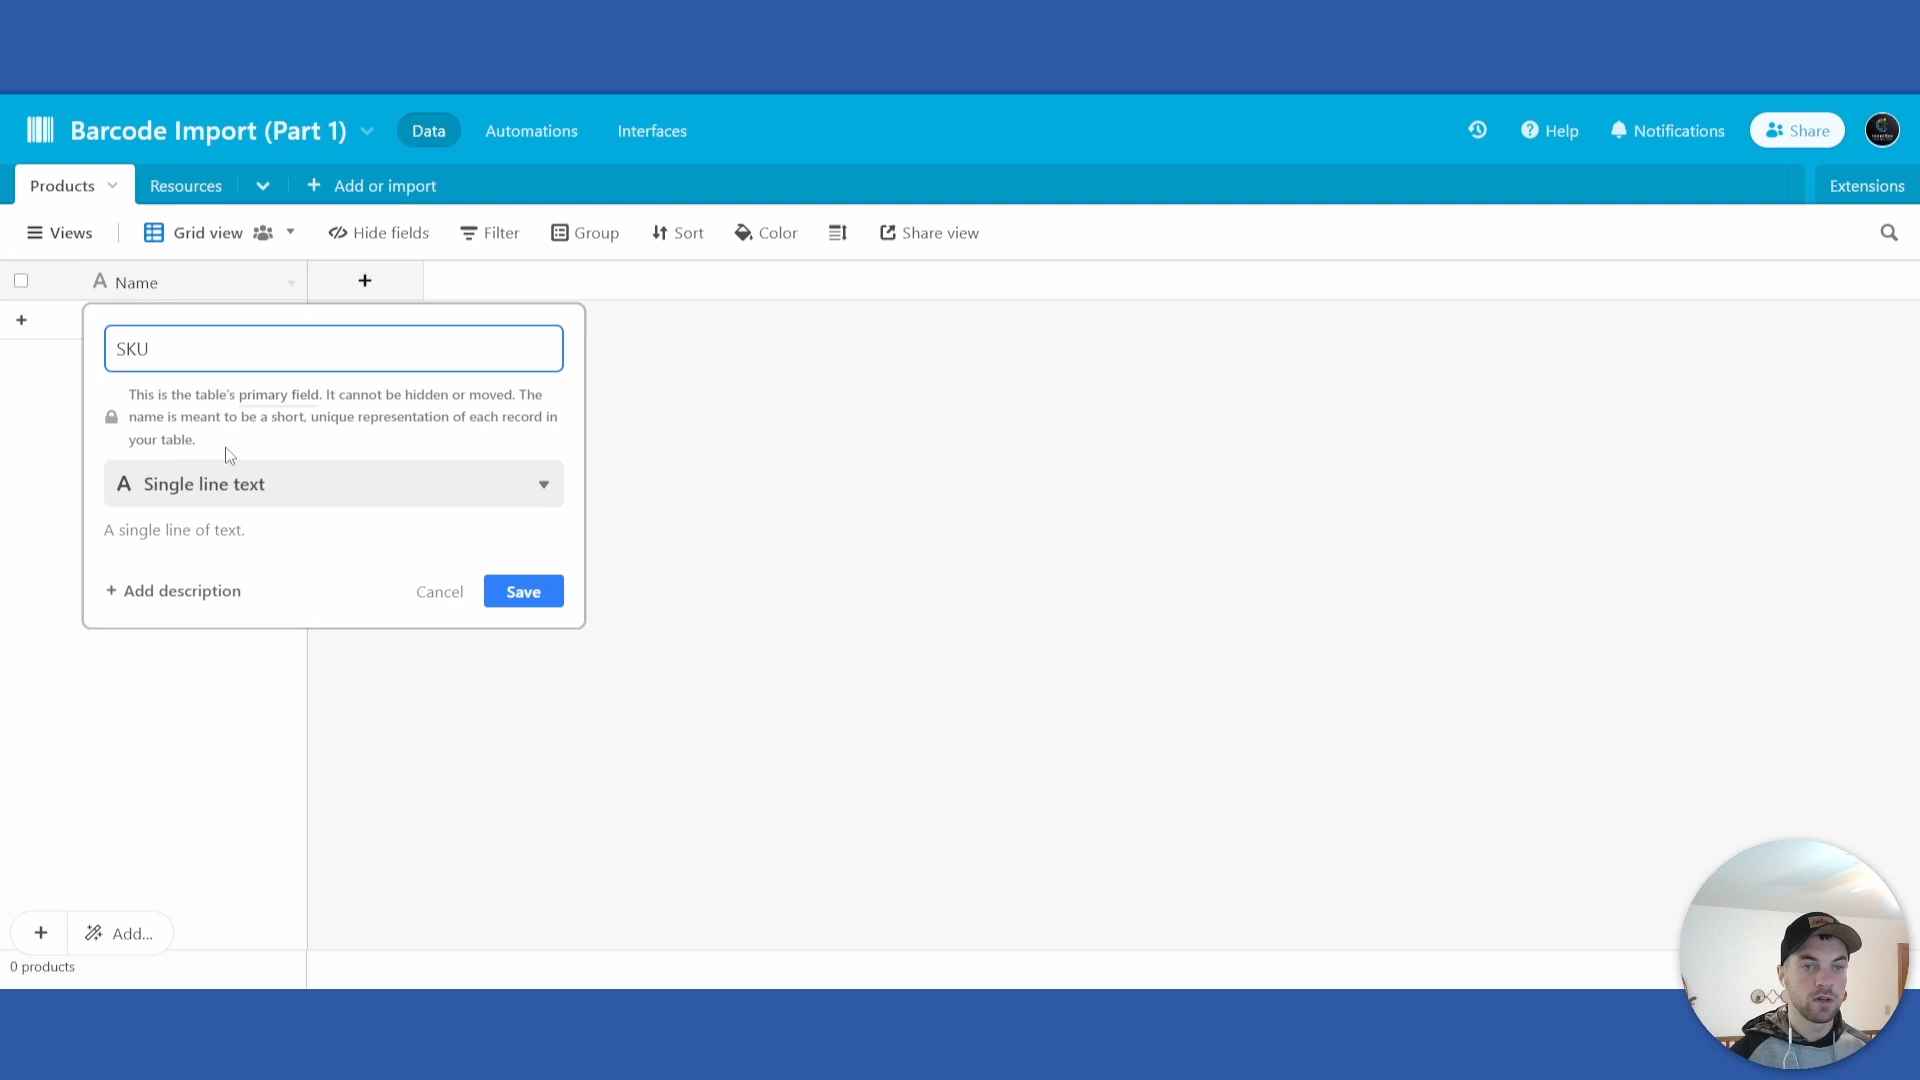 Barcode Import (Part 1)
Data
Automations
Interfaces
Help
Notifications
Share
Products
Resources
+ Add or import
Extensions
Views
Grid view
Hide fields
Filter
Group
Sort
Color
Share view
A Name
+
+
SKU
This is the table's primary field. It cannot be hidden or moved. The
name is meant to be a short, unique representation of each record in
your table.
A Single line text
A single line of text.
+ Add description
Cancel
Save
+
Add...
0 products